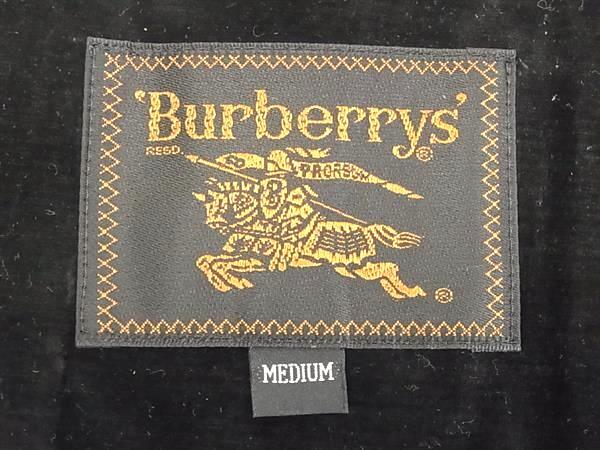 'Burberrys'®
REGD.
PRORSUM
®
MEDIUM